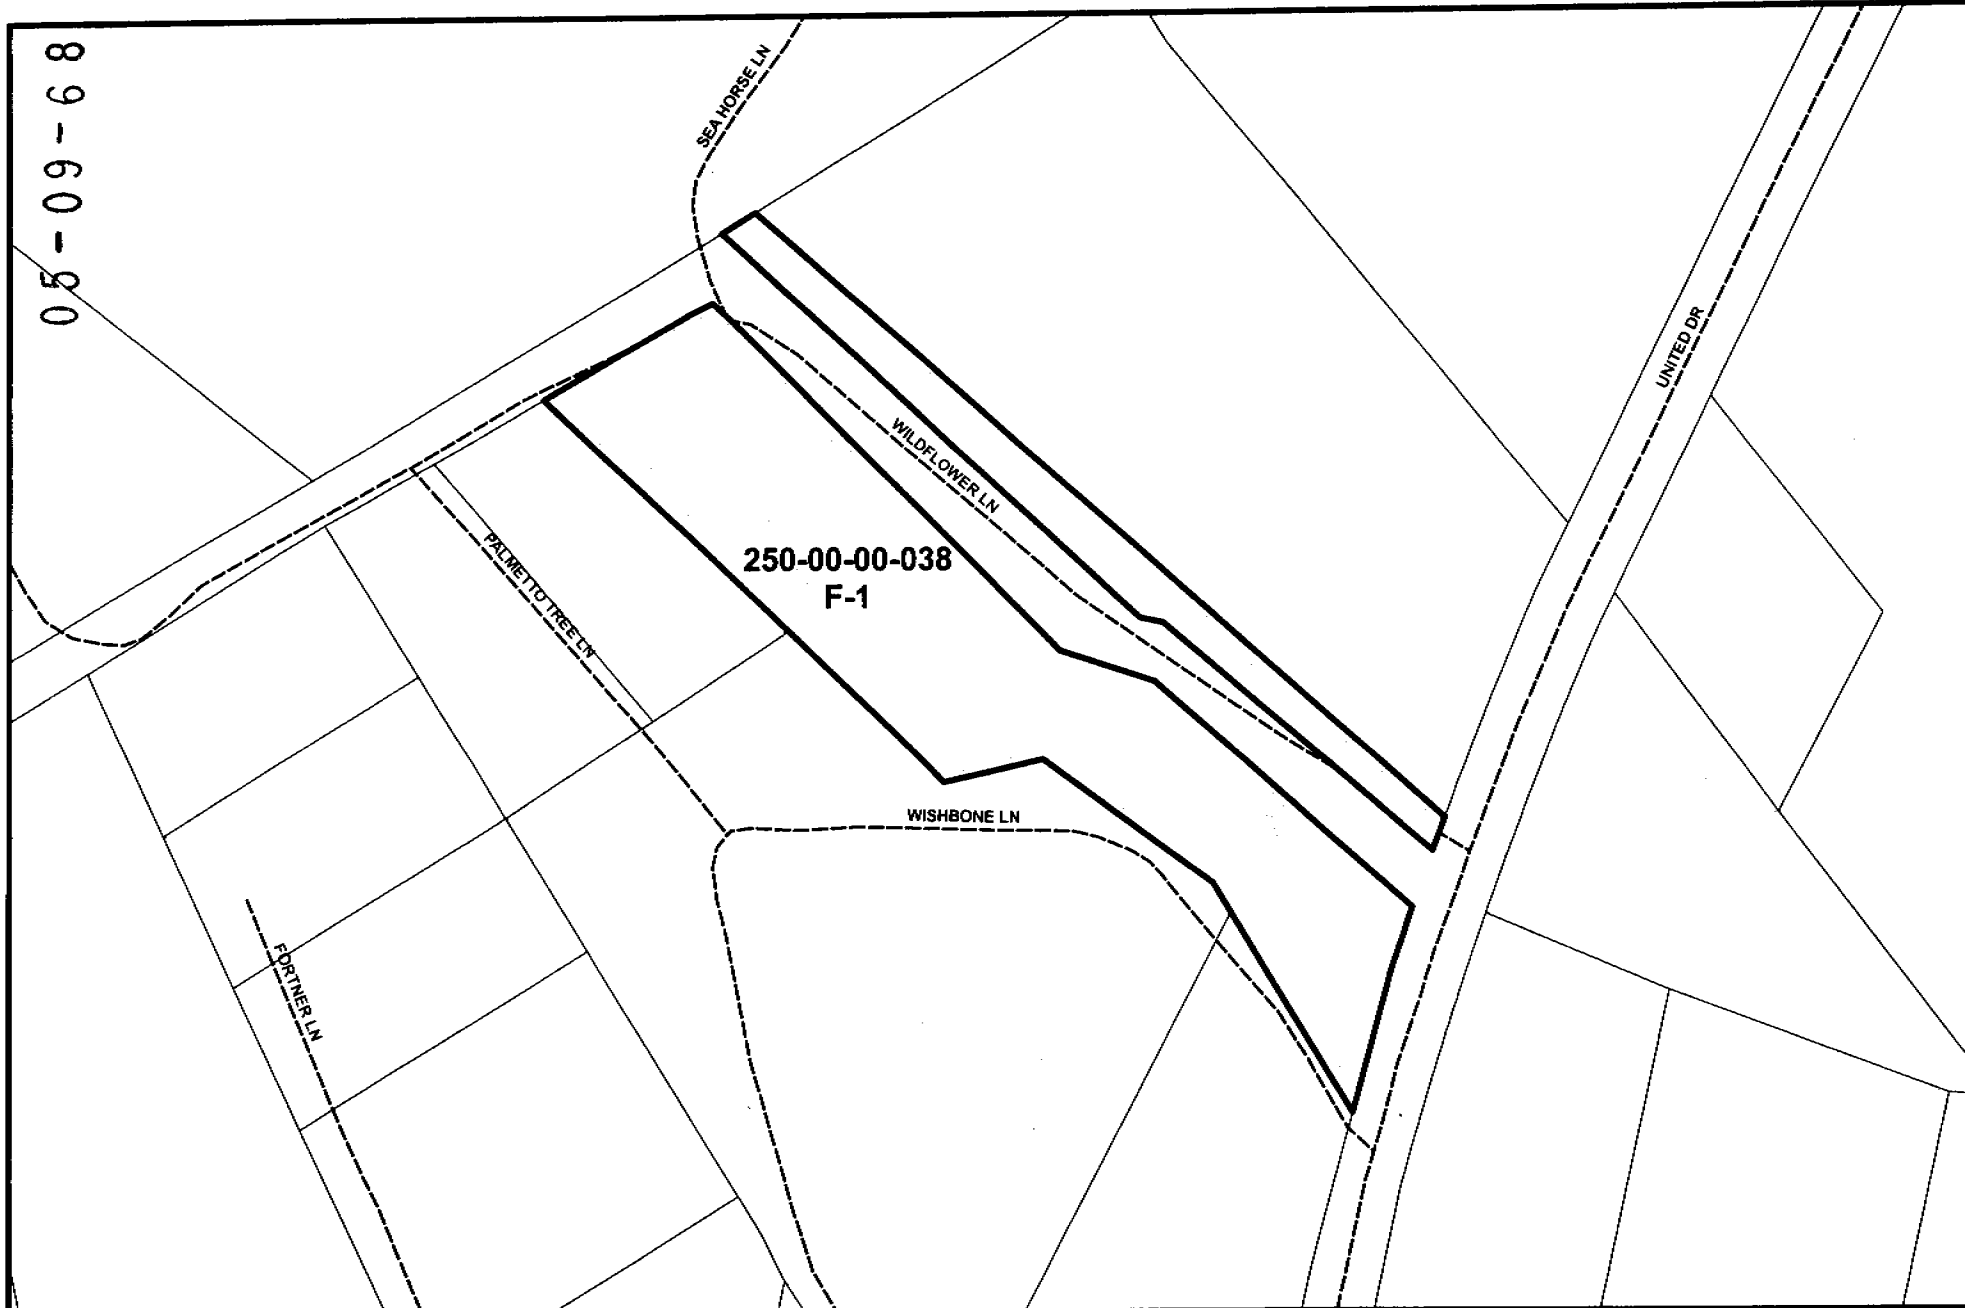 05-09-68
SEA HORSE LN
UNITED DR
WILDFLOWER LN
PALMETTO TREE LN
250-00-00-038
F-1
WISHBONE LN
FORTNER LN